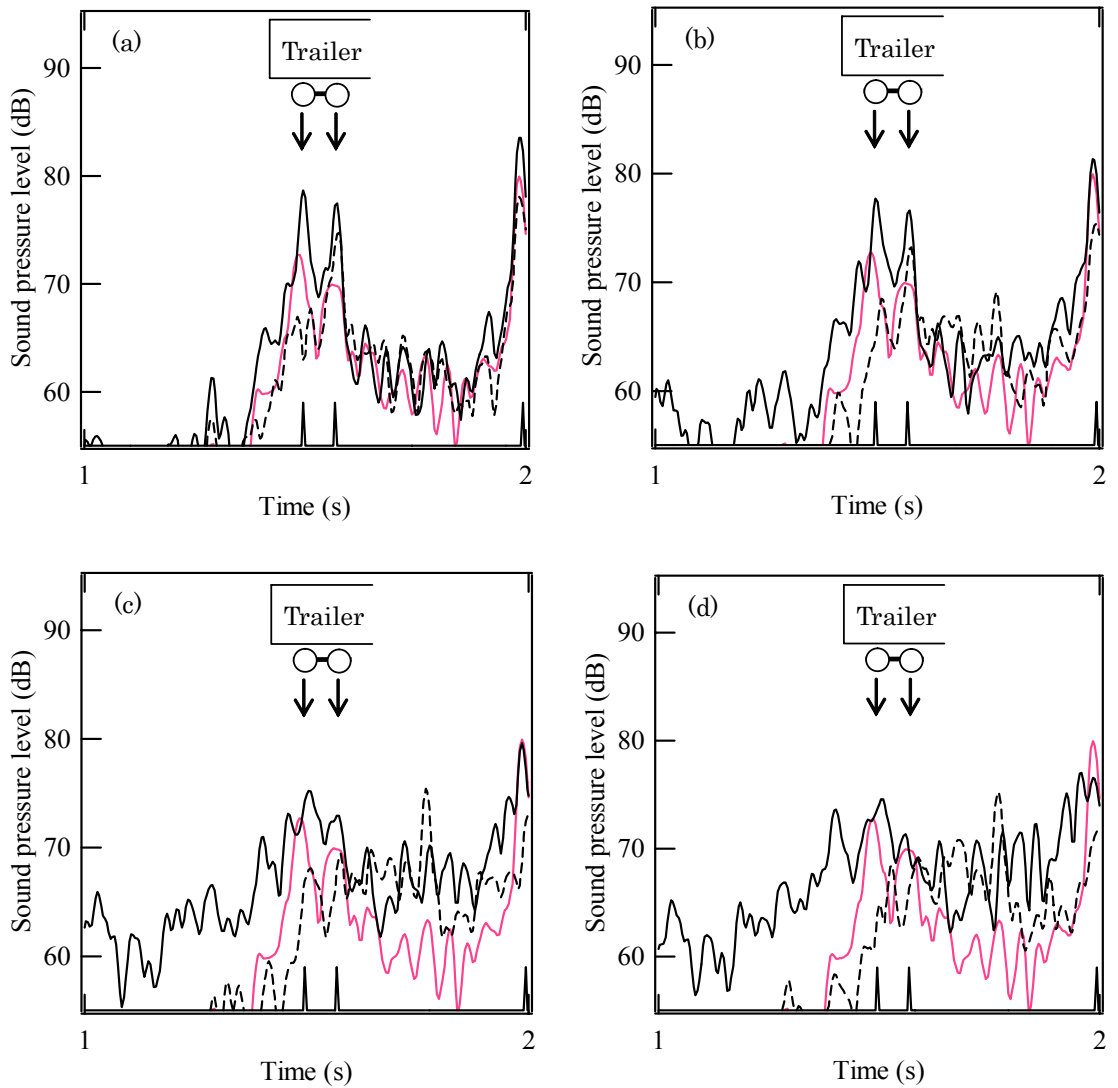 (a)
Trailer
90
80
70
60
Sound pressure level (dB)
1
2
Time (s)
(b)
Trailer
90
80
70
60
Sound pressure level (dB)
1
2
Time (s)
(c)
Trailer
90
80
70
60
Sound pressure level (dB)
1
2
Time (s)
(d)
Trailer
90
80
70
60
Sound pressure level (dB)
1
2
Time (s)